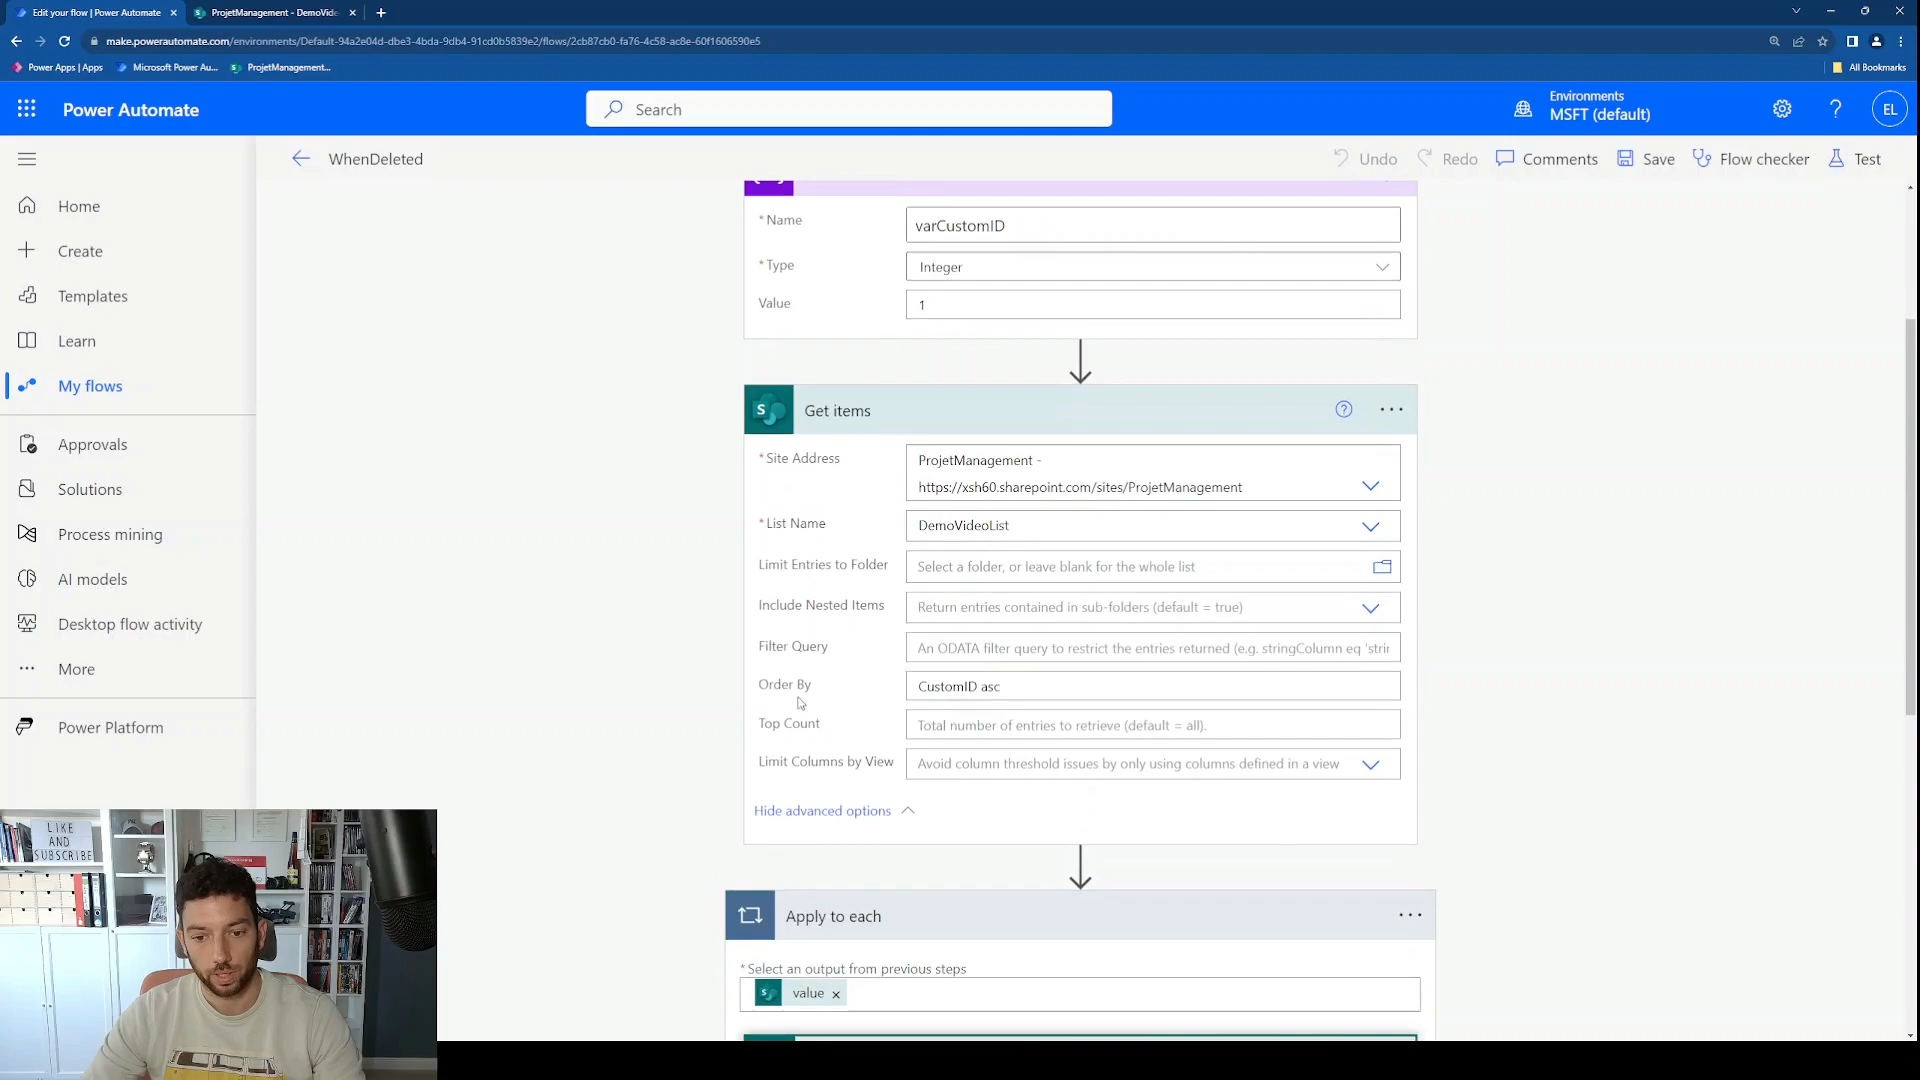 Edit your flow | Power Automate
ProjetManagement - DemoVide
make.powerautomate.com/environments/Default-94a2e04d-dbe3-4bda-9db4-91cd0b5839e2/flows/2cb87cb0-fa76-4c58-ac8e-60f1606590e5
Power Apps | Apps
Microsoft Power Au...
ProjetManagement...
All Bookmarks
Power Automate
Search
Environments
MSFT (default)
EL
WhenDeleted
Undo
Redo
Comments
Save
Flow checker
Test
Home
Create
Templates
Learn
My flows
Approvals
Solutions
Process mining
AI models
Desktop flow activity
More
Power Platform
* Name
varCustomID
* Type
Integer
Value
1
Get items
* Site Address
ProjetManagement -
https://xsh60.sharepoint.com/sites/ProjetManagement
* List Name
DemoVideoList
Limit Entries to Folder
Select a folder, or leave blank for the whole list
Include Nested Items
Return entries contained in sub-folders (default = true)
Filter Query
An ODATA filter query to restrict the entries returned (e.g. stringColumn eq 'strin
Order By
CustomID asc
Top Count
Total number of entries to retrieve (default = all).
Limit Columns by View
Avoid column threshold issues by only using columns defined in a view
Hide advanced options
Apply to each
* Select an output from previous steps
value
LIKE
AND
SUBSCRIBE